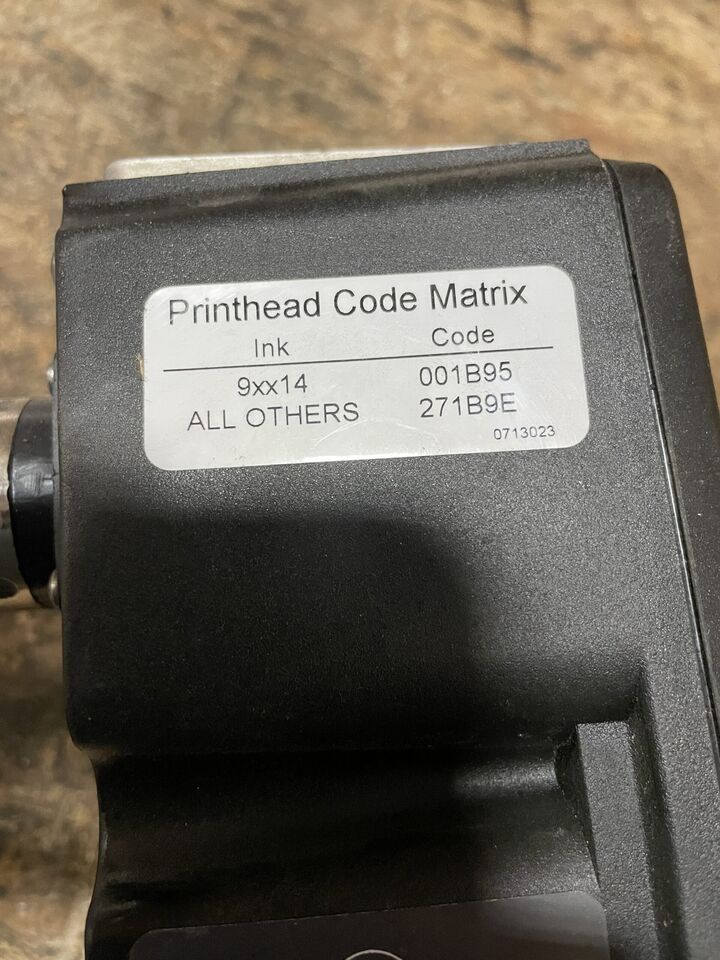 Printhead Code Matrix
Ink Code
9xx14 001B95
ALL OTHERS 271B9E
0713023